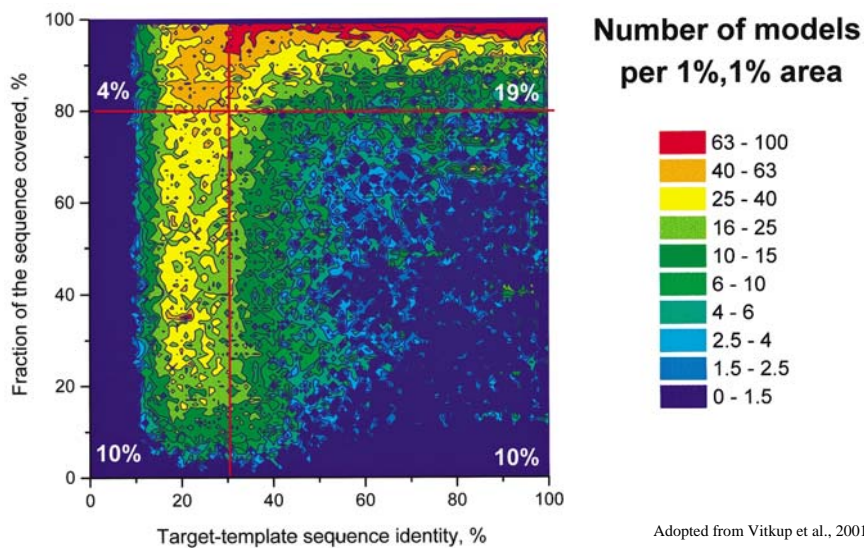 Number of models
per 1%,1% area
100
80
60
40
20
0
Fraction of the sequence covered, %
4%
19%
10%
10%
0
20
40
60
80
100
Target-template sequence identity, %
63 - 100
40 - 63
25 - 40
16 - 25
10 - 15
6 - 10
4 - 6
2.5 - 4
1.5 - 2.5
0 - 1.5
Adopted from Vitkup et al., 2001